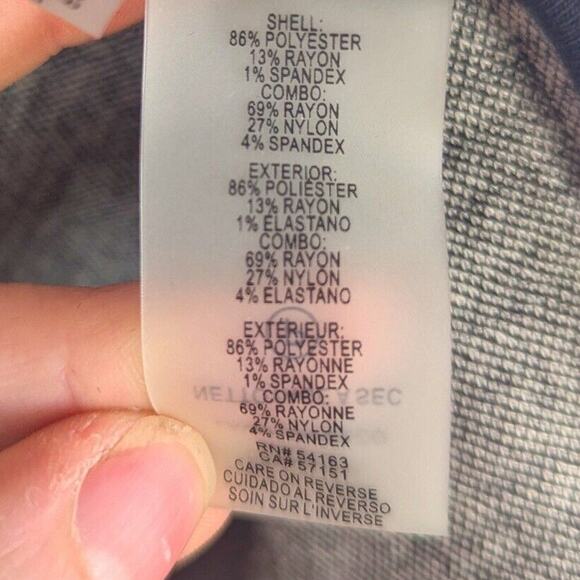 SHELL:
86% POLYESTER
13% RAYON
1% SPANDEX
COMBO:
69% RAYON
27% NYLON
4% SPANDEX
EXTERIOR:
86% POLIÉSTER
13% RAYON
1% ELASTANO
COMBO:
69% RAYON
27% NYLON
4% ELASTANO
EXTÉRIEUR:
86% POLYESTER
13% RAYONNE
1% SPANDEX
COMBO:
69% RAYONNE
27% NYLON
4% SPANDEX
RN# 54163
CA# 57151
CARE ON REVERSE
CUIDADO AL REVERSO
SOIN SUR L'INVERSE